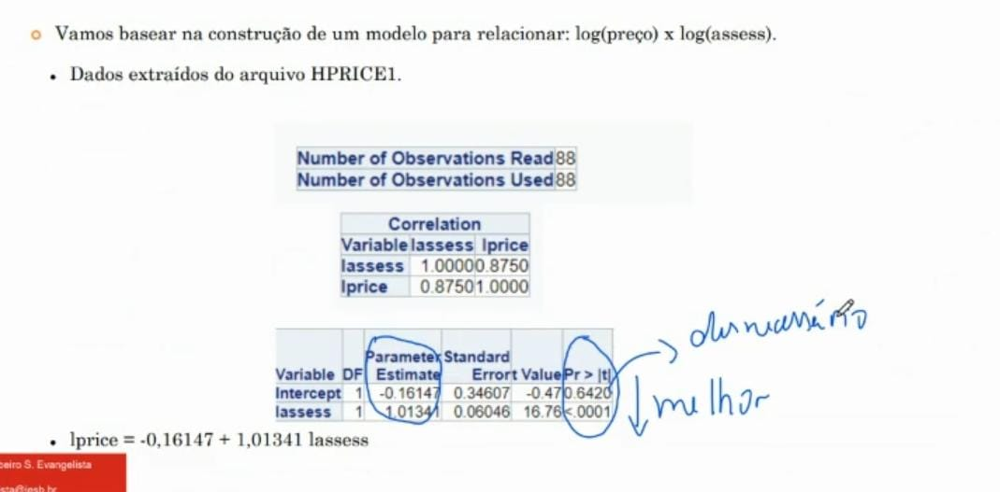 Vamos basear na construção de um modelo para relacionar: log(preço) x log(assess).
Dados extraídos do arquivo HPRICE1.
Number of Observations Read 88
Number of Observations Used 88
Correlation
Variable lassess lprice
lassess 1.0000 0.8750
lprice 0.8750 1.0000
Parameter Standard
Variable DF Estimate Error t Value Pr > |t|
Intercept 1 -0.16147 0.34607 -0.47 0.6420
lassess 1 1.01341 0.06046 16.76 <.0001
desnecessário
melhor
lprice = -0,16147 + 1,01341 lassess
S. Evangelista